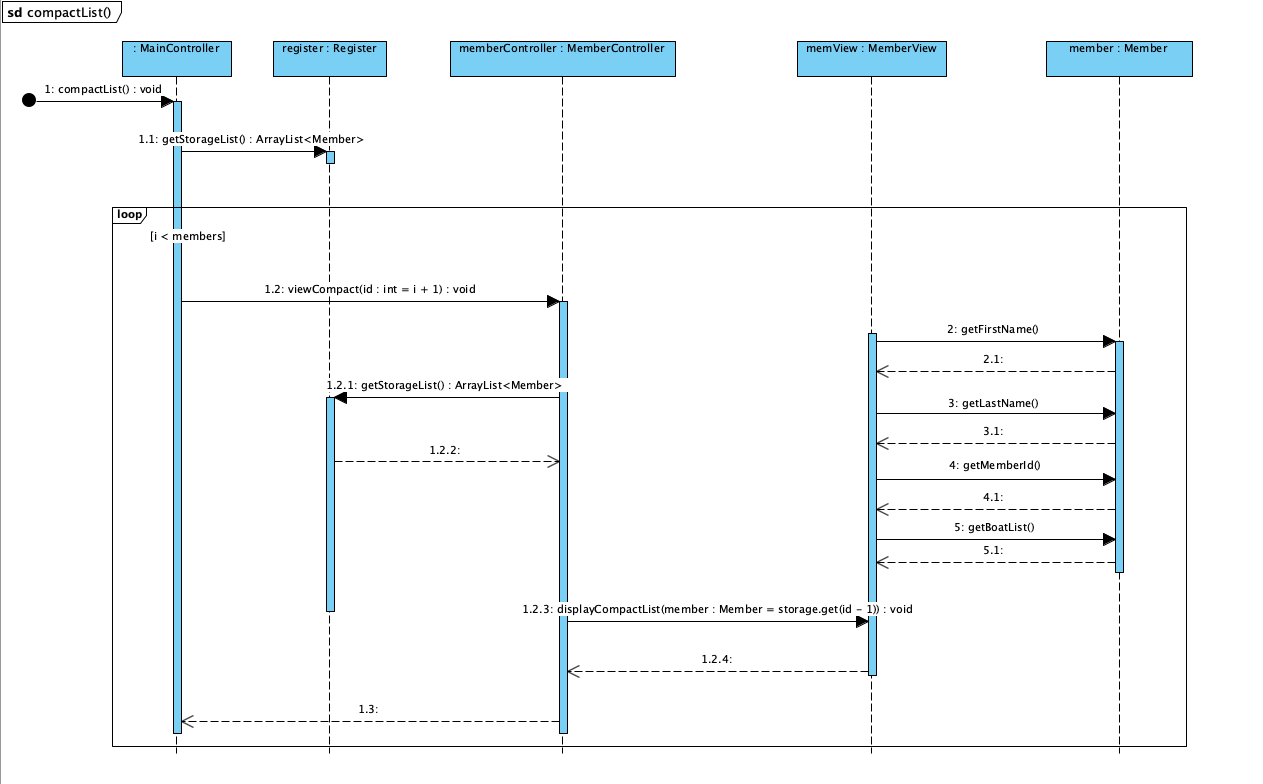 sd compactList()
: MainController
register : Register
memberController : MemberController
memView : MemberView
member : Member
1: compactList() : void
1.1: getStorageList() : ArrayList<Member>
loop
[i < members]
1.2: viewCompact(id : int = i + 1) : void
2: getFirstName()
2.1:
1.2.1: getStorageList() : ArrayList<Member>
3: getLastName()
3.1:
1.2.2:
4: getMemberId()
4.1:
5: getBoatList()
5.1:
1.2.3: displayCompactList(member : Member = storage.get(id - 1)) : void
1.2.4:
1.3: